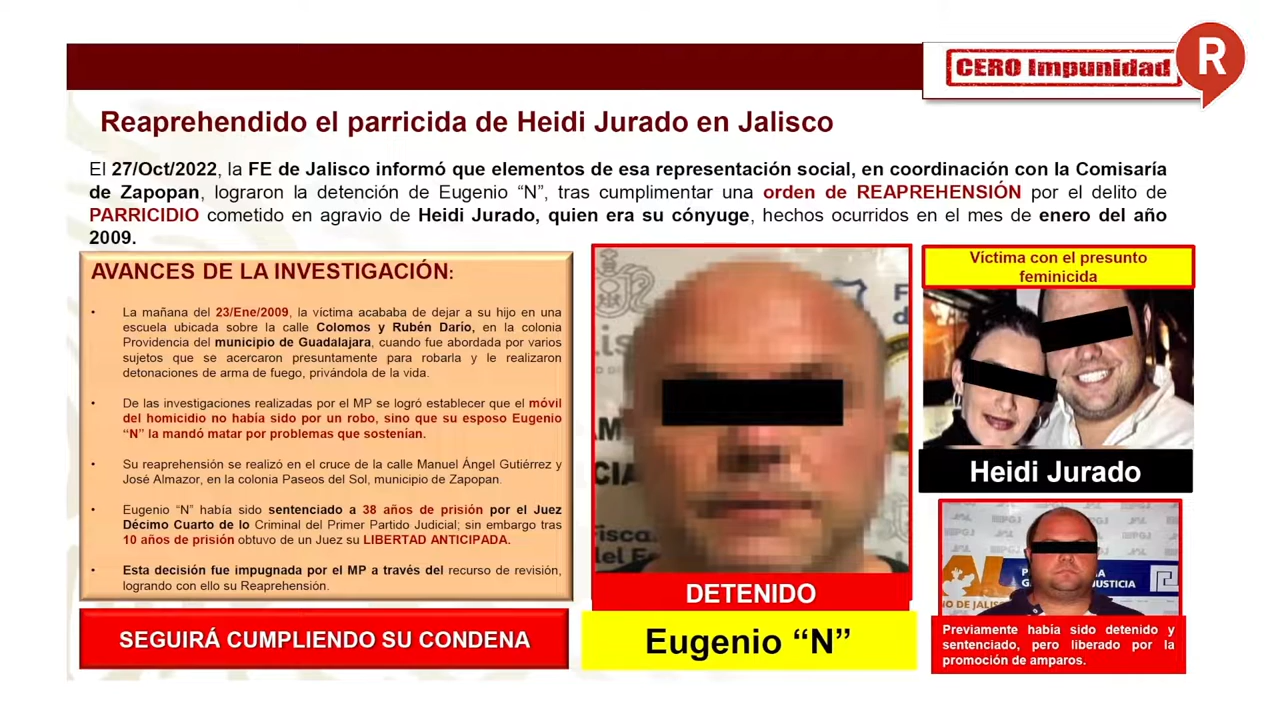 CERO Impunidad
R
Reaprehendido el parricida de Heidi Jurado en Jalisco
El 27/Oct/2022, la FE de Jalisco informó que elementos de esa representación social, en coordinación con la Comisaría
de Zapopan, lograron la detención de Eugenio “N”, tras cumplimentar una orden de REAPREHENSIÓN por el delito de
PARRICIDIO cometido en agravio de Heidi Jurado, quien era su cónyuge, hechos ocurridos en el mes de enero del año
2009.
AVANCES DE LA INVESTIGACIÓN:
• La mañana del 23/Ene/2009, la víctima acababa de dejar a su hijo en una
escuela ubicada sobre la calle Colomos y Rubén Darío, en la colonia
Providencia del municipio de Guadalajara, cuando fue abordada por varios
sujetos que se acercaron presuntamente para robarla y le realizaron
detonaciones de arma de fuego, privándola de la vida.
• De las investigaciones realizadas por el MP se logró establecer que el móvil
del homicidio no había sido por un robo, sino que su esposo Eugenio
“N” la mandó matar por problemas que sostenían.
• Su reaprehensión se realizó en el cruce de la calle Manuel Ángel Gutiérrez y
José Almazor, en la colonia Paseos del Sol, municipio de Zapopan.
• Eugenio “N” había sido sentenciado a 38 años de prisión por el Juez
Décimo Cuarto de lo Criminal del Primer Partido Judicial; sin embargo tras
10 años de prisión obtuvo de un Juez su LIBERTAD ANTICIPADA.
• Esta decisión fue impugnada por el MP a través del recurso de revisión,
logrando con ello su Reaprehensión.
SEGUIRÁ CUMPLIENDO SU CONDENA
DETENIDO
Eugenio “N”
Víctima con el presunto
feminicida
Heidi Jurado
PGJ
JUSTICIA
NO DE JALIS
Previamente había sido detenido y
sentenciado, pero liberado por la
promoción de amparos.